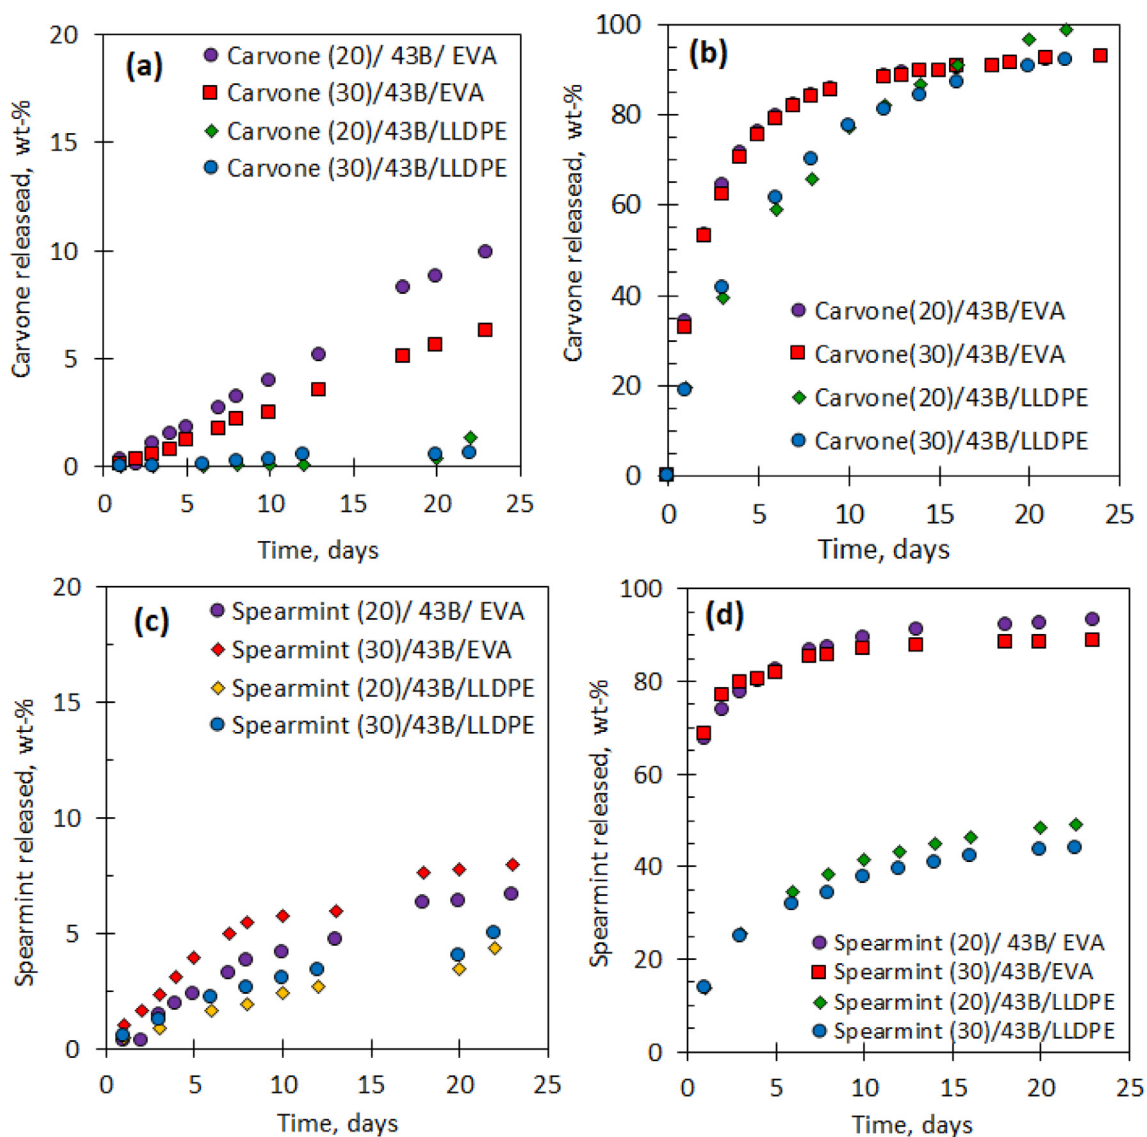 (a)
Carvone releasead, wt-%
20
15
10
5
0
Carvone (20)/ 43B/ EVA
Carvone (30)/43B/EVA
Carvone (20)/43B/LLDPE
Carvone (30)/43B/LLDPE
0 5 10 15 20 25
Time, days
(b)
Carvone released, wt-%
100
80
60
40
20
0
Carvone(20)/43B/EVA
Carvone(30)/43B/EVA
Carvone(20)/43B/LLDPE
Carvone(30)/43B/LLDPE
0 5 10 15 20 25
Time, days
(c)
Spearmint released, wt-%
20
15
10
5
0
Spearmint (20)/ 43B/ EVA
Spearmint (30)/43B/EVA
Spearmint (20)/43B/LLDPE
Spearmint (30)/43B/LLDPE
0 5 10 15 20 25
Time, days
(d)
Spearmint released, wt-%
100
80
60
40
20
0
Spearmint (20)/ 43B/ EVA
Spearmint (30)/43B/EVA
Spearmint (20)/43B/LLDPE
Spearmint (30)/43B/LLDPE
0 5 10 15 20 25
Time, days